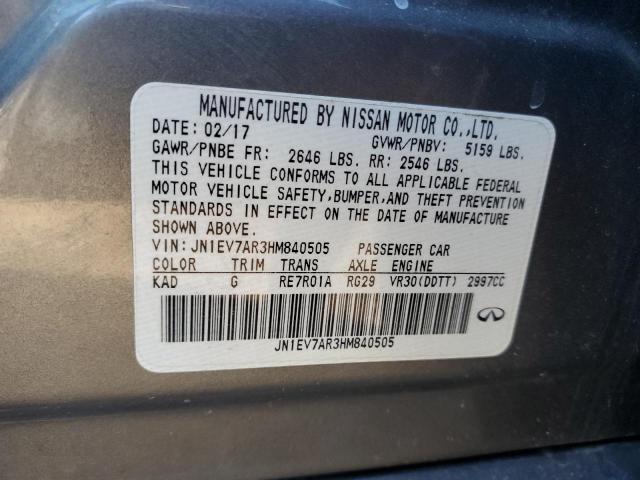 MANUFACTURED BY NISSAN MOTOR CO.,LTD.
DATE: 02/17 GVWR/PNBV: 5159 LBS.
GAWR/PNBE FR: 2646 LBS. RR: 2546 LBS.
THIS VEHICLE CONFORMS TO ALL APPLICABLE FEDERAL
MOTOR VEHICLE SAFETY,BUMPER,AND THEFT PREVENTION
STANDARDS IN EFFECT ON THE DATE OF MANUFACTURE
SHOWN ABOVE.
VIN: JN1EV7AR3HM840505 PASSENGER CAR
COLOR TRIM TRANS AXLE ENGINE
KAD G RE7R01A RG29 VR30(DDTT) 2997CC
JN1EV7AR3HM840505